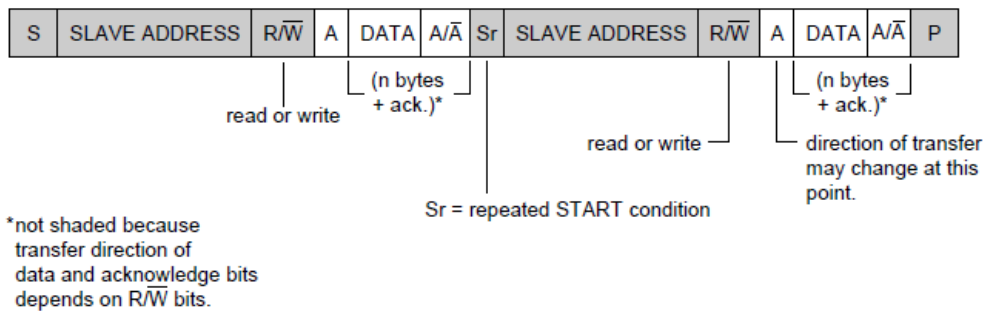 S SLAVE ADDRESS R/W̅ A DATA A/A̅ Sr SLAVE ADDRESS R/W̅ A DATA A/A̅ P
(n bytes
+ ack.)*
(n bytes
+ ack.)*
read or write
read or write
direction of transfer
may change at this
point.
Sr = repeated START condition
*not shaded because
transfer direction of
data and acknowledge bits
depends on R/W̅ bits.